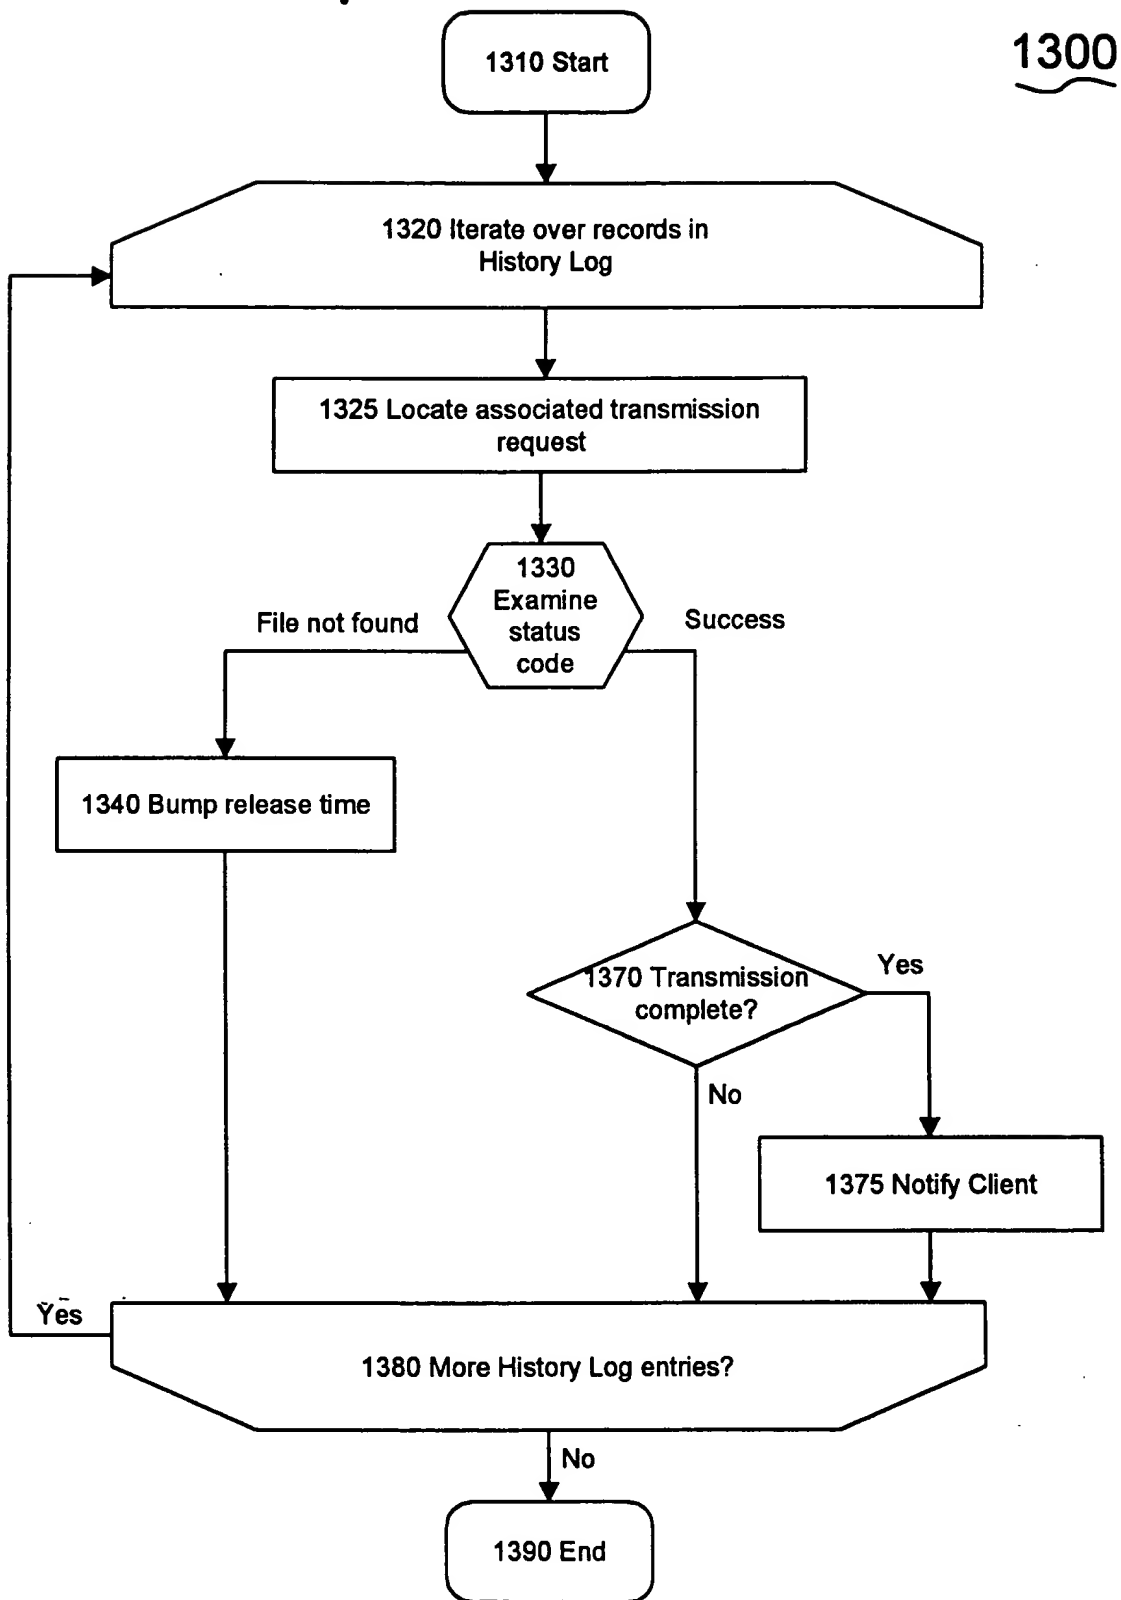 1310 Start
1300
1320 Iterate over records in
History Log
1325 Locate associated transmission
request
1330
Examine
status
code
File not found
Success
1340 Bump release time
1370 Transmission
complete?
Yes
No
1375 Notify Client
Yes
1380 More History Log entries?
No
1390 End